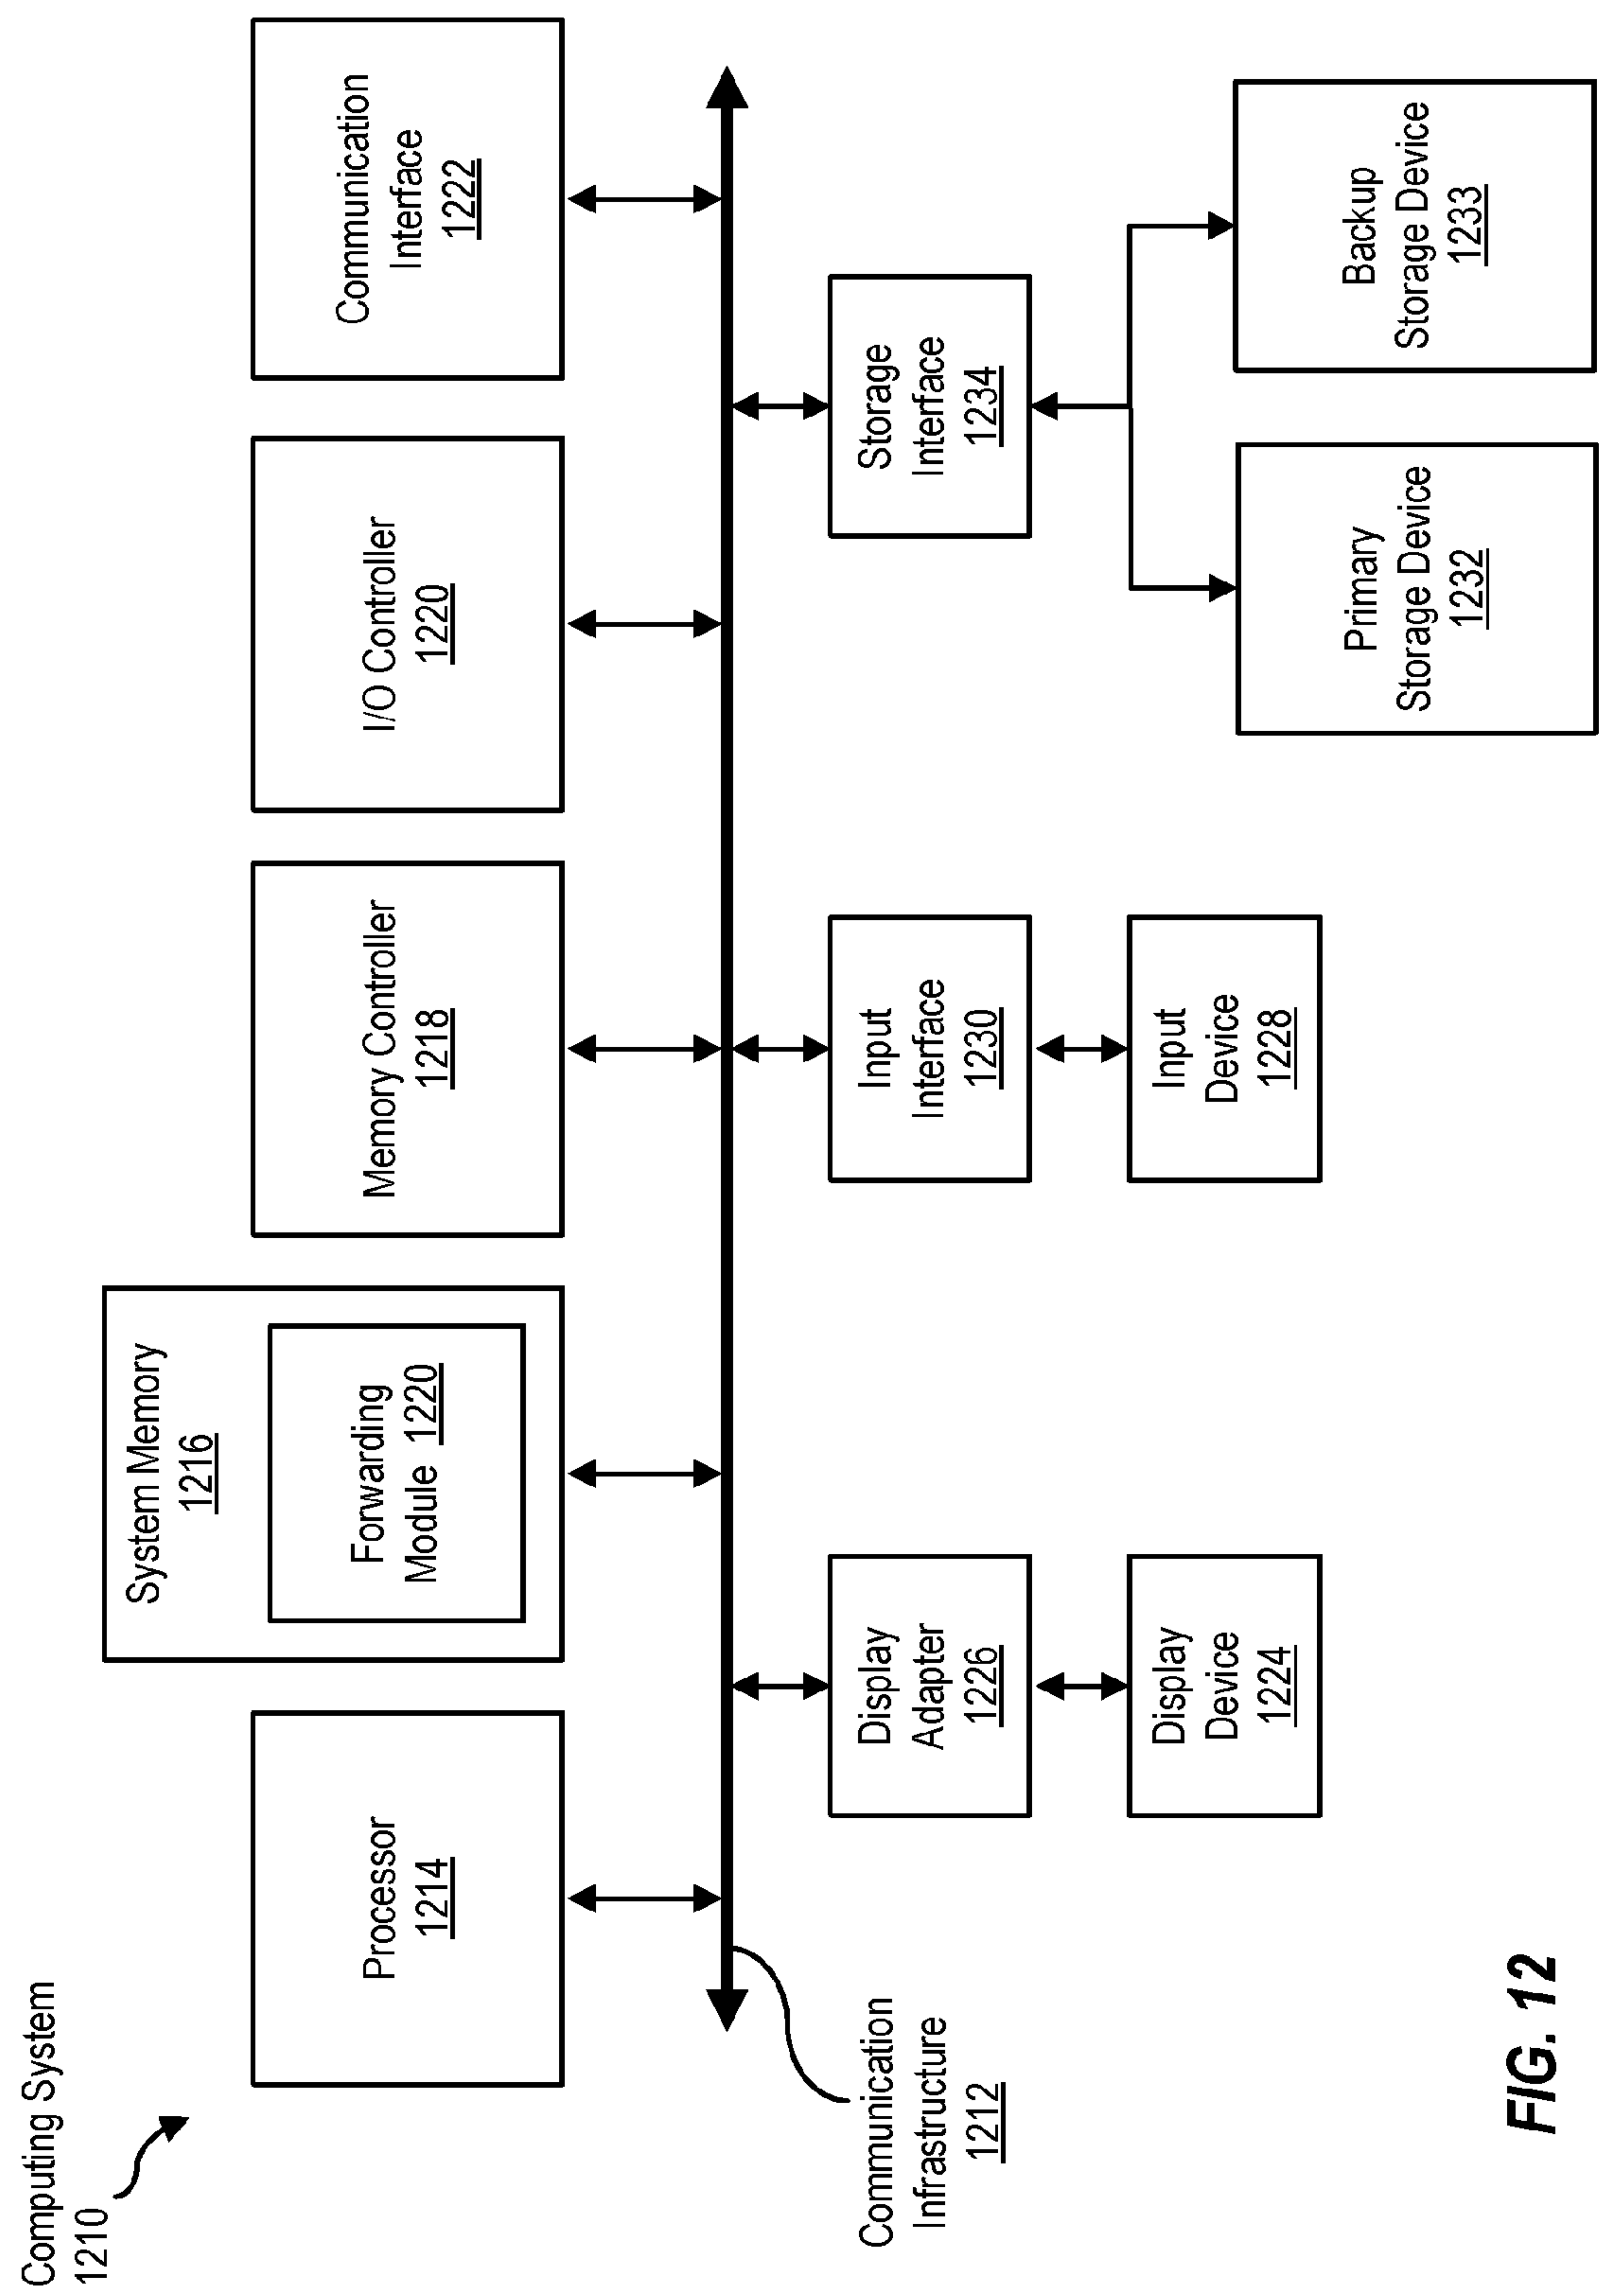 Computing System
1210
Processor
1214
System Memory
1216
Forwarding
Module 1220
Memory Controller
1218
I/O Controller
1220
Communication
Interface
1222
Communication
Infrastructure
1212
Display
Adapter
1226
Input
Interface
1230
Storage
Interface
1234
Display
Device
1224
Input
Device
1228
Primary
Storage Device
1232
Backup
Storage Device
1233
FIG. 12